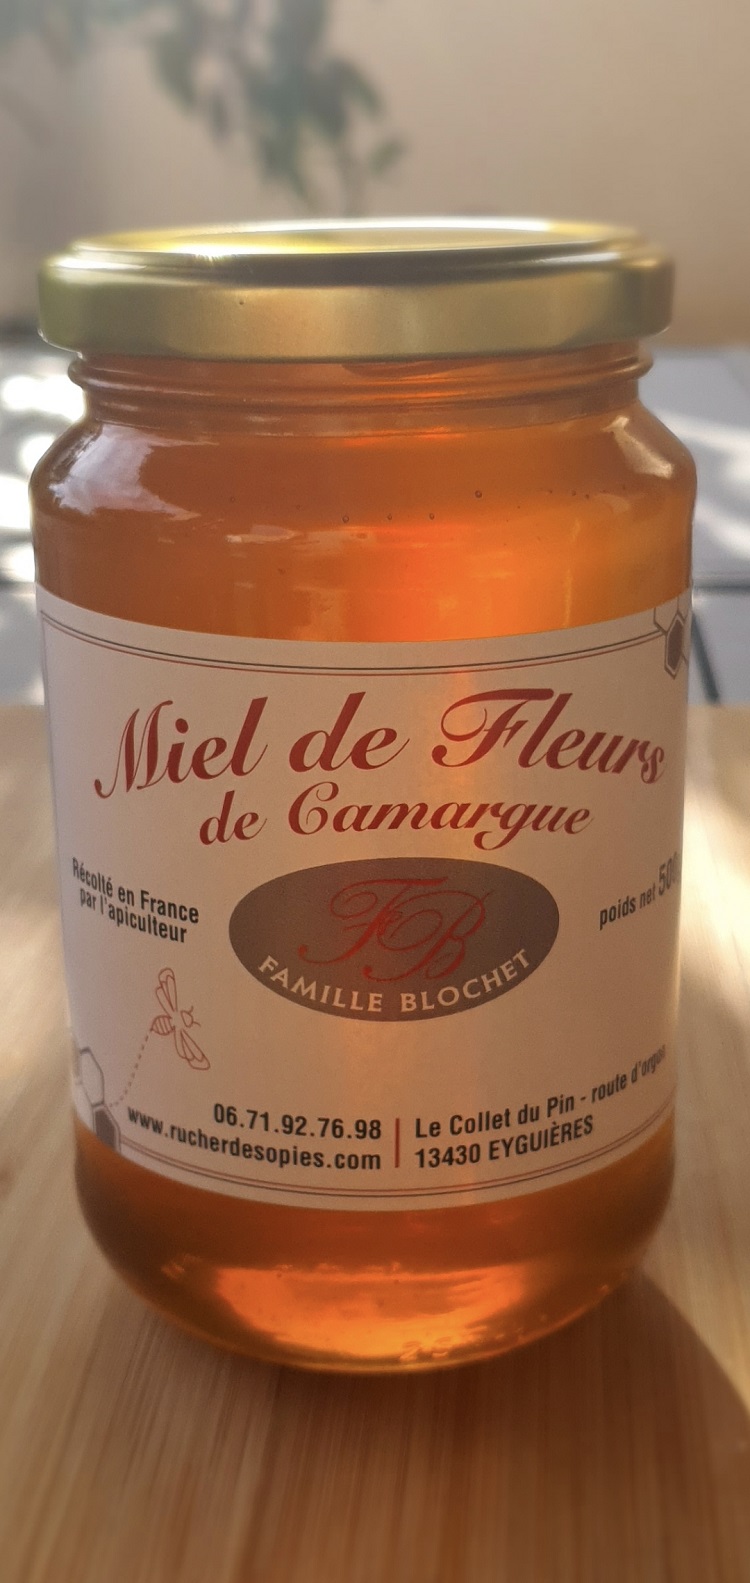 Miel de Fleurs
de Camargue
Récolté en France
par l'apiculteur
poids net
FB
FAMILLE BLOCHET
06.71.92.76.98
www.rucherdesopies.com
Le Collet du Pin - route d'orgon
13430 EYGUIÈRES